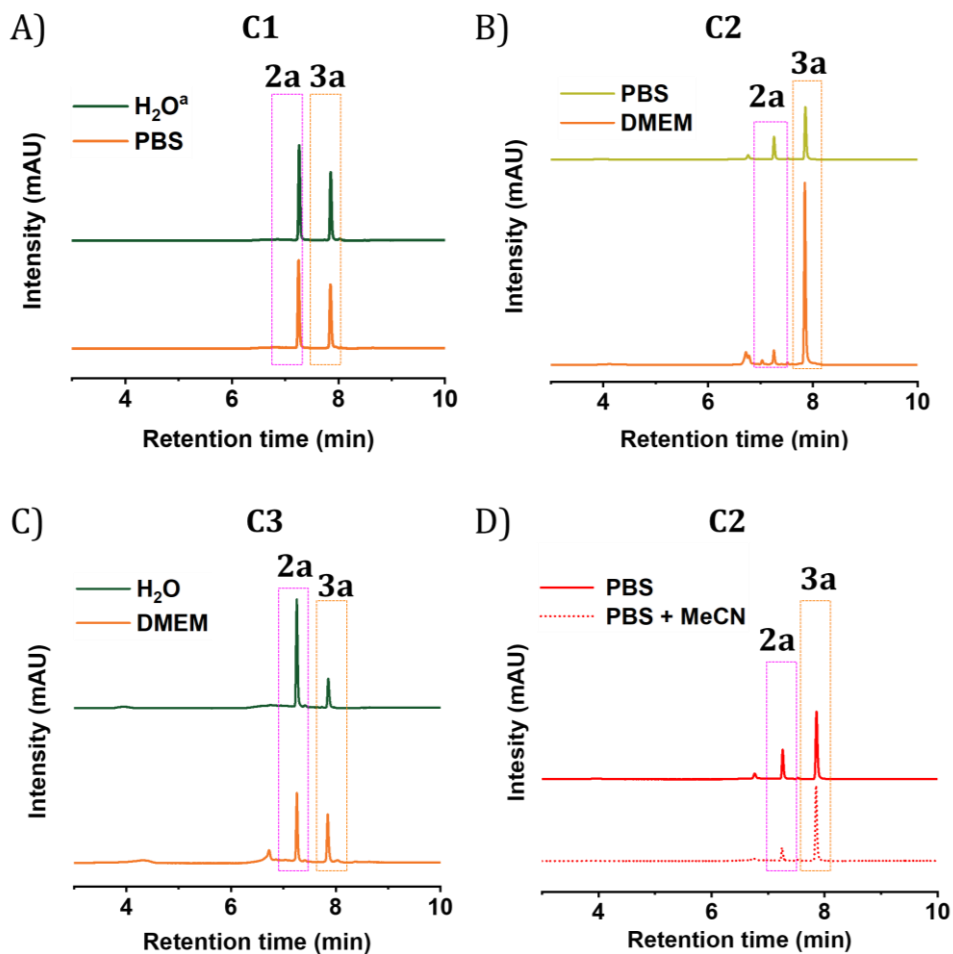 A)
C1
2a
3a
H₂Oᵃ
PBS
Intensity (mAU)
4 6 8 10
Retention time (min)
B)
C2
3a
2a
PBS
DMEM
Intensity (mAU)
4 6 8 10
Retention time (min)
C)
C3
2a
3a
H₂O
DMEM
Intensity (mAU)
4 6 8 10
Retention time (min)
D)
C2
3a
2a
PBS
PBS + MeCN
Intesity (mAU)
4 6 8 10
Retention time (min)